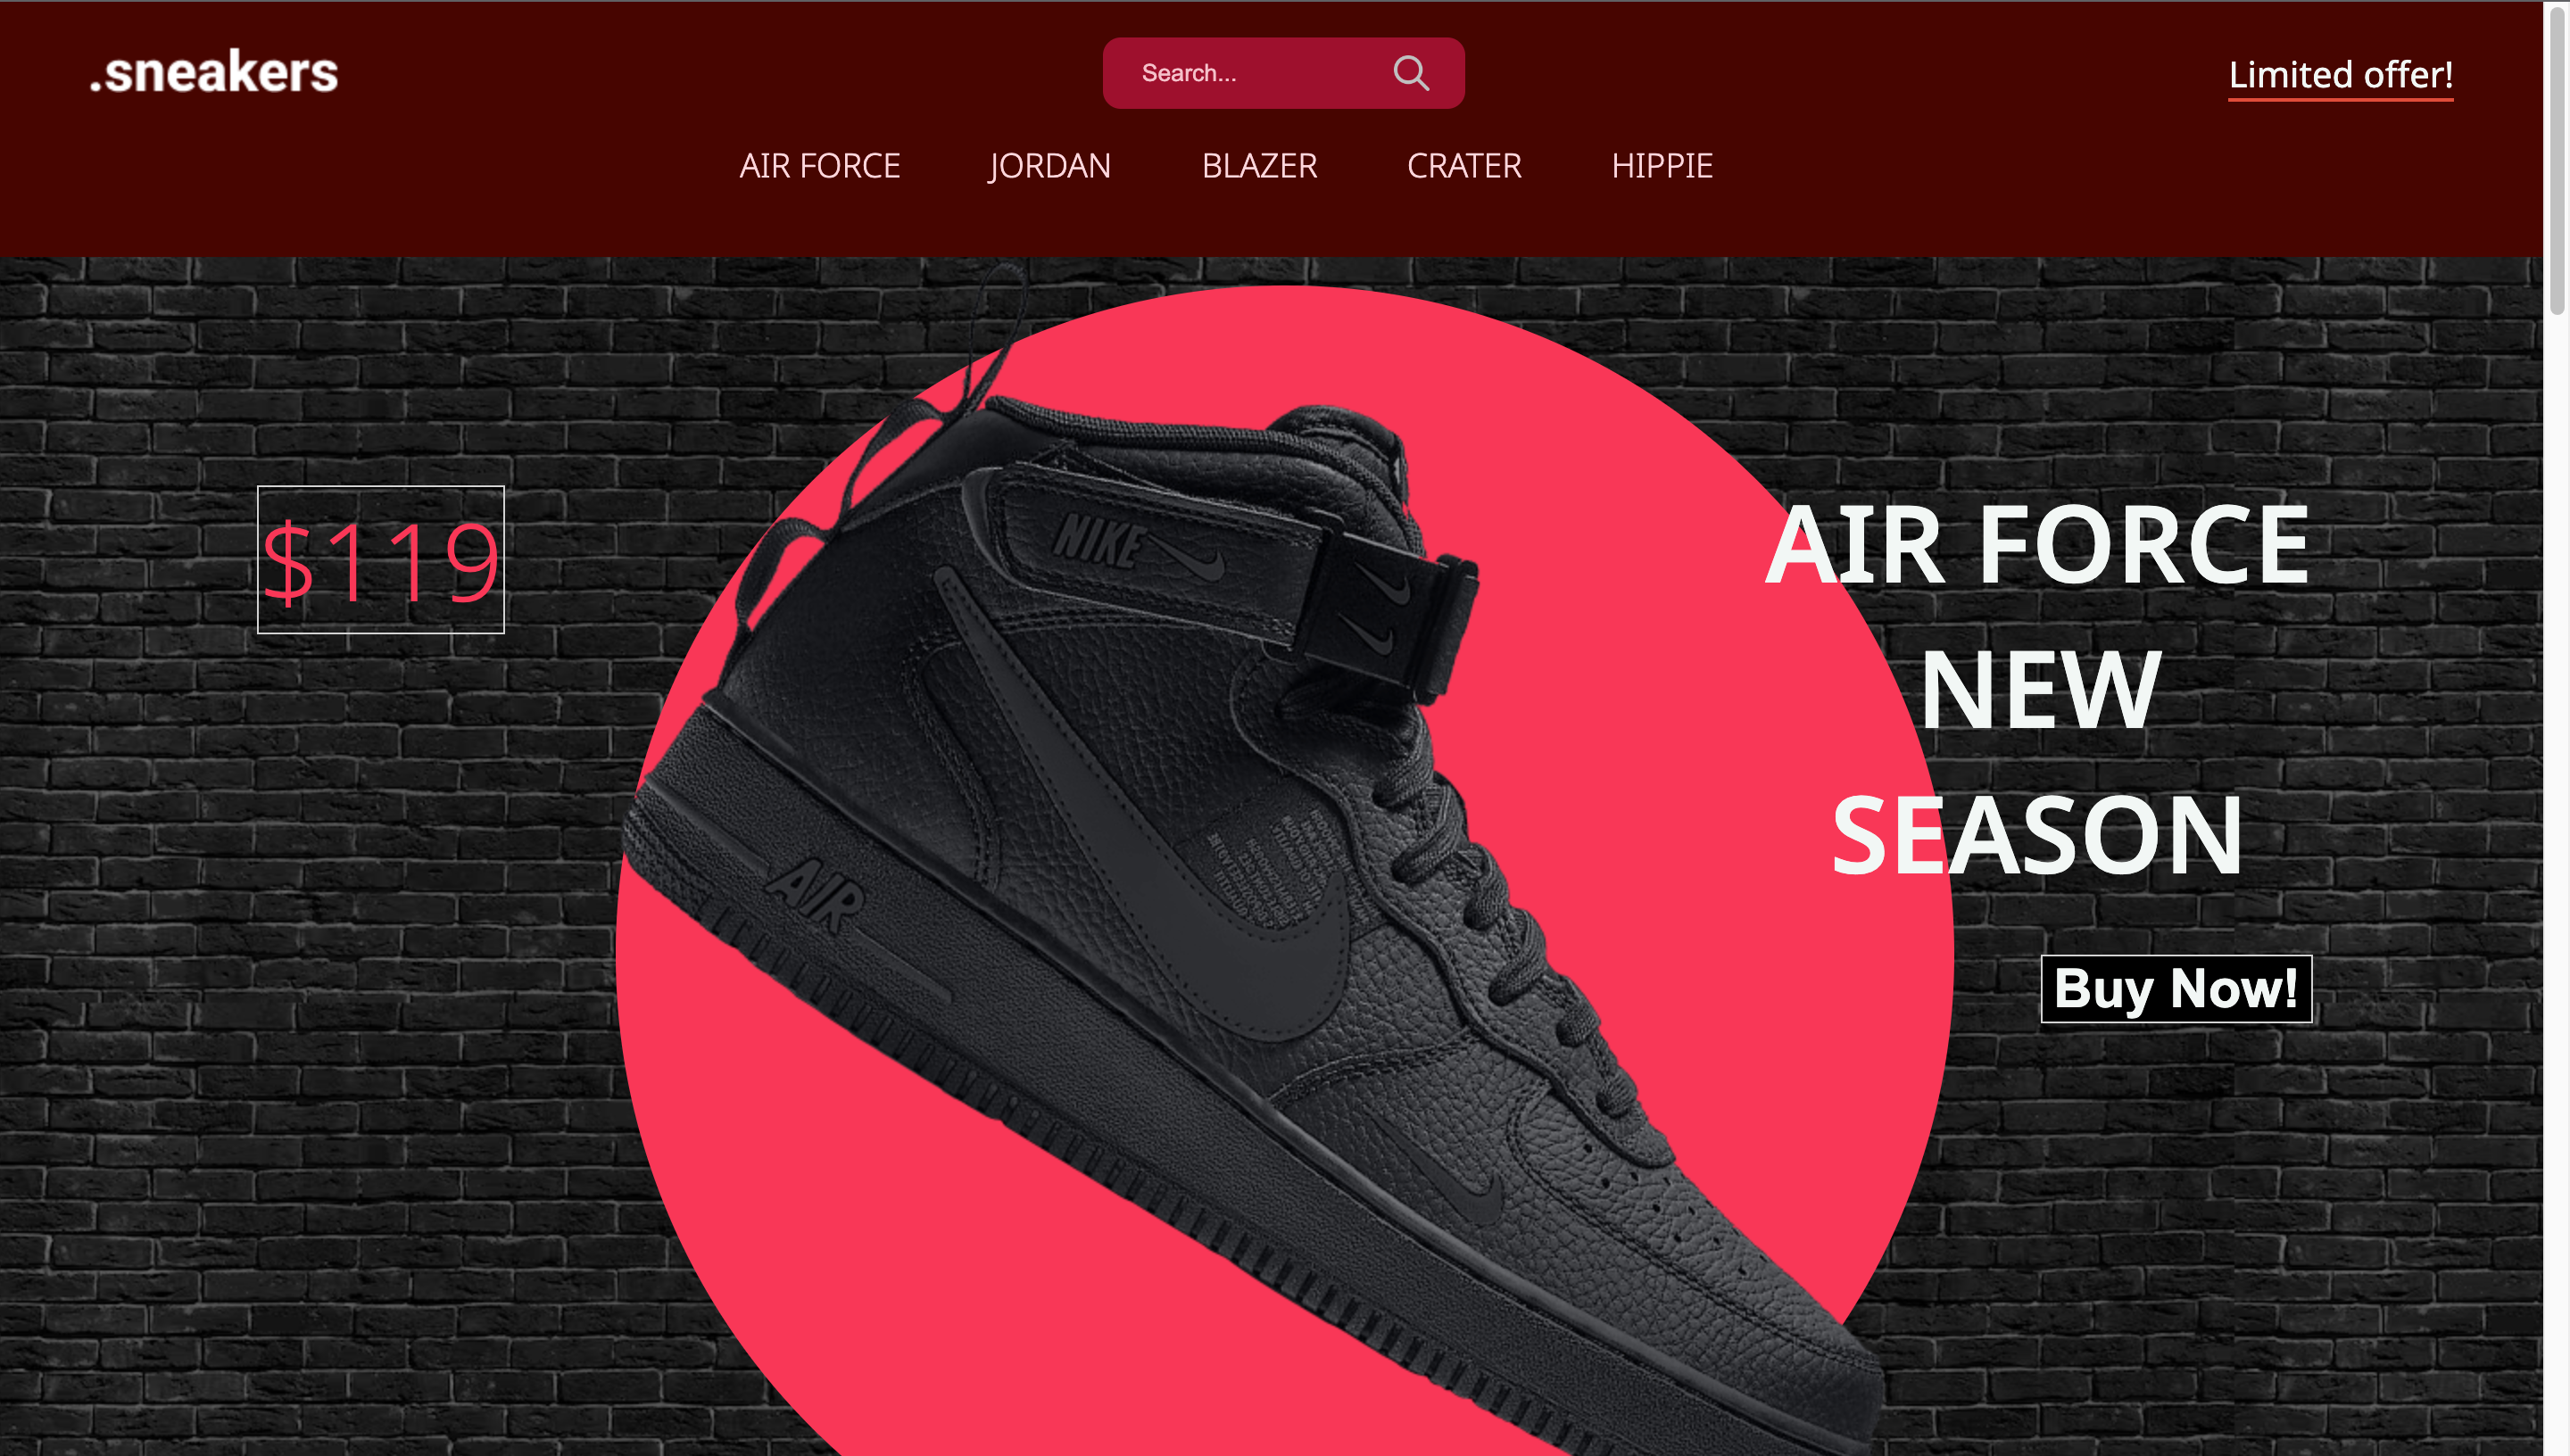 .sneakers
Search...
Limited offer!
AIR FORCE
JORDAN
BLAZER
CRATER
HIPPIE
$119
AIR FORCE
NEW
SEASON
Buy Now!
NIKE
AIR